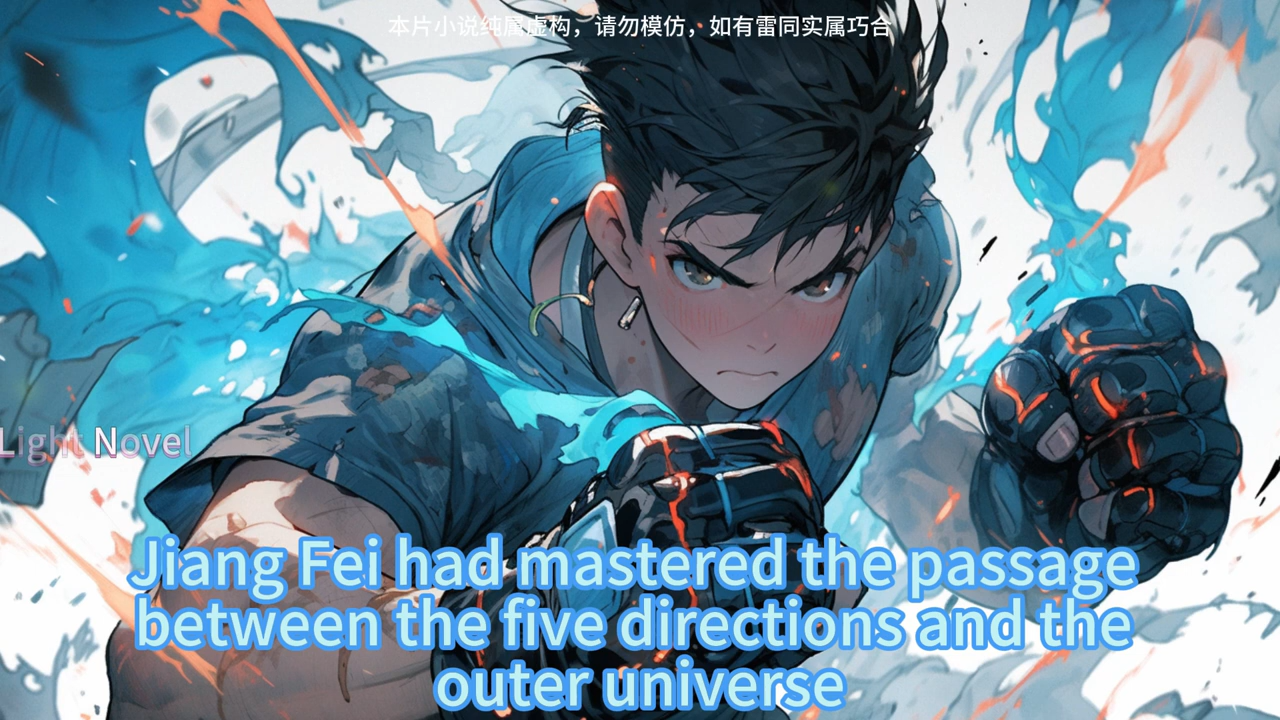 本片小说纯属虚构，请勿模仿，如有雷同实属巧合
Light Novel
Jiang Fei had mastered the passage
between the five directions and the
outer universe